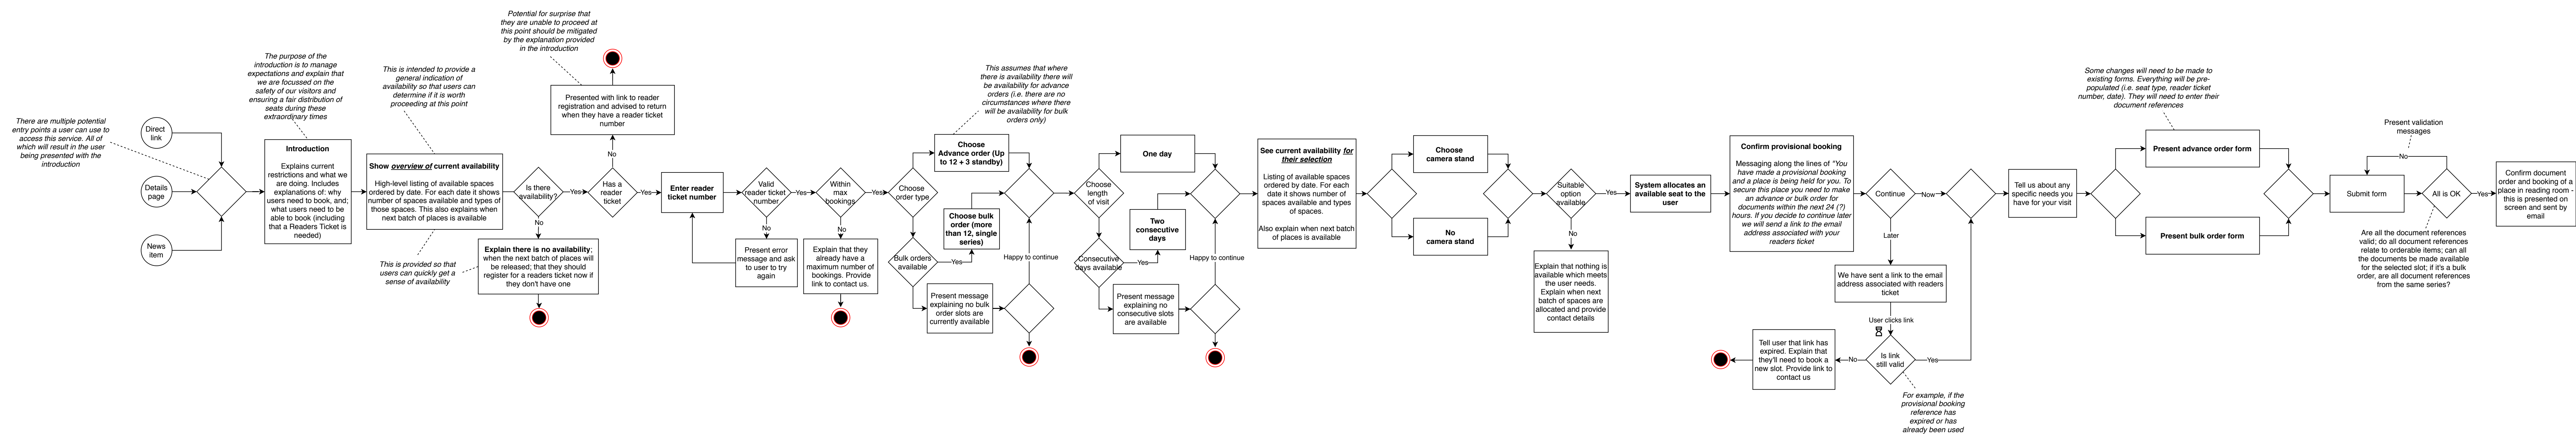 There are multiple potential
entry points a user can use to
access this service. All of
which will result in the user
being presented with the
introduction
Direct
link
Details
page
News
item
The purpose of the
introduction is to manage
expectations and explain that
we are focussed on the
safety of our visitors and
ensuring a fair distribution of
seats during these
extraordinary times
Introduction
Explains current
restrictions and what we
are doing. Includes
explanations of: why
users need to book, and;
what users need to be
able to book (including
that a Readers Ticket is
needed)
This is intended to provide a
general indication of
availability so that users can
determine if it is worth
proceeding at this point
Show overview of current availability
High-level listing of available spaces
ordered by date. For each date it shows
number of spaces available and types of
those spaces. This also explains when
next batch of places is available
This is provided so that
users can quickly get a
sense of availability
Is there
availability?
Yes
No
Explain there is no availability;
when the next batch of places will
be released; that they should
register for a readers ticket now if
they don't have one
Potential for surprise that
they are unable to proceed at
this point should be mitigated
by the explanation provided
in the introduction
Presented with link to reader
registration and advised to return
when they have a reader ticket
number
No
Has a
reader
ticket
Yes
Enter reader
ticket number
Valid
reader ticket
number
Yes
No
Present error
message and ask
to user to try
again
Within
max
bookings
Yes
No
Explain that they
already have a
maximum number of
bookings. Provide
link to contact us.
Choose
order type
This assumes that where
there is availability there will
be availability for advance
orders (i.e. there are no
circumstances where there
will be availability for bulk
orders only)
Choose
Advance order (Up
to 12 + 3 standby)
Choose bulk
order (more
than 12, single
series)
Bulk orders
available
Yes
Present message
explaining no bulk
order slots are
currently available
Happy to continue
Choose
length
of visit
One day
Two
consecutive
days
Consecutive
days available
Yes
Present message
explaining no
consecutive slots
are available
Happy to continue
See current availability for
their selection
Listing of available spaces
ordered by date. For each
date it shows number of
spaces available and types
of spaces.
Also explain when next batch
of places is available
Choose
camera stand
No
camera stand
Suitable
option
available
Yes
No
Explain that nothing is
available which meets
the user needs.
Explain when next
batch of spaces are
allocated and provide
contact details
System allocates an
available seat to the
user
Confirm provisional booking
Messaging along the lines of "You
have made a provisional booking
and a place is being held for you. To
secure this place you need to make
an advance or bulk order for
documents within the next 24 (?)
hours. If you decide to continue later
we will send a link to the email
address associated with your
readers ticket
Continue
Now
Later
We have sent a link to the email
address associated with readers
ticket
User clicks link
Is link
still valid
Yes
No
Tell user that link has
expired. Explain that
they'll need to book a
new slot. Provide link to
contact us
For example, if the
provisional booking
reference has
expired or has
already been used
Tell us about any
specific needs you
have for your visit
Some changes will need to be made to
existing forms. Everything will be pre-
populated (i.e. seat type, reader ticket
number, date). They will need to enter their
document references
Present advance order form
Present bulk order form
Submit form
Present validation
messages
No
All is OK
Yes
Are all the document references
valid; do all document references
relate to orderable items; can all
the documents be made available
for the selected slot; if it's a bulk
order, are all document references
from the same series?
Confirm document
order and booking of a
place in reading room -
this is presented on
screen and sent by
email